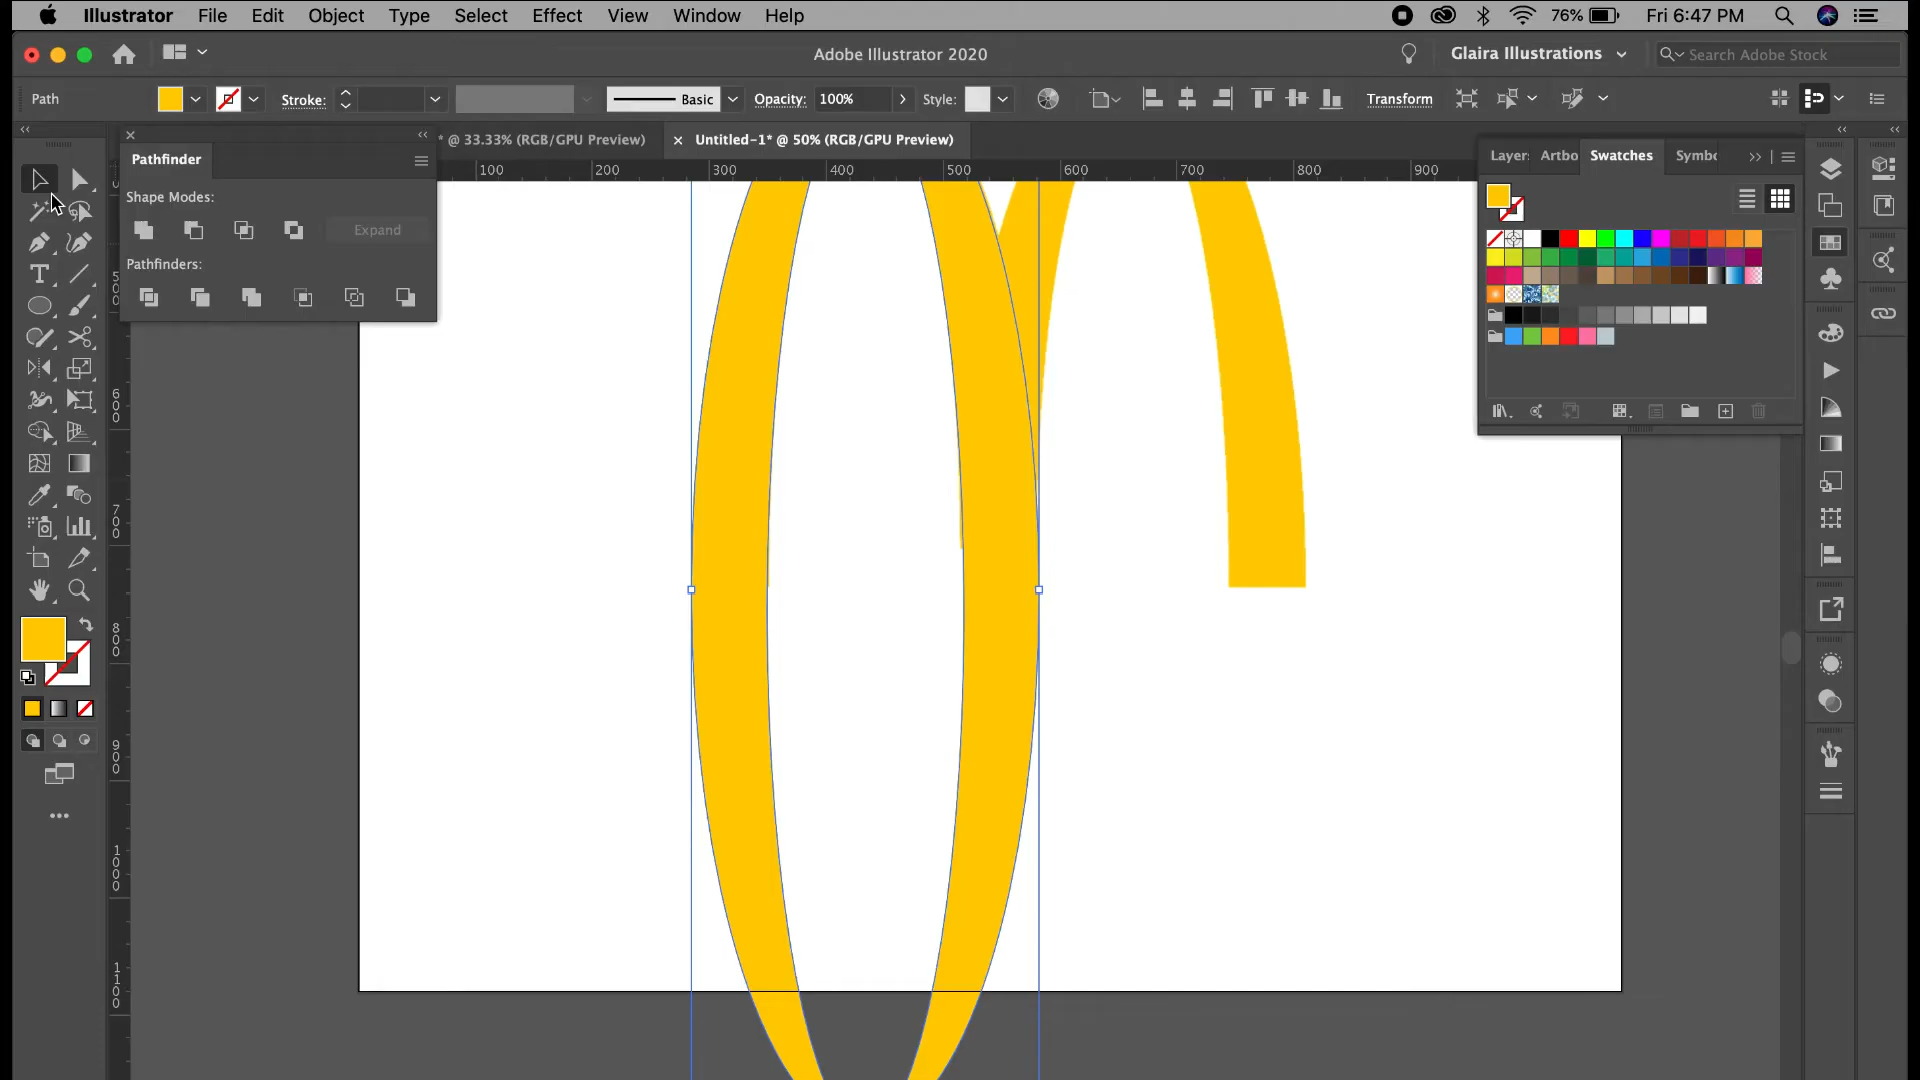 Illustrator File Edit Object Type Select Effect View Window Help
76% Fri 6:47 PM
Adobe Illustrator 2020
Glaira Illustrations
Search Adobe Stock
Path
Stroke:
Basic
Opacity: 100%
Style:
Transform
* @ 33.33% (RGB/GPU Preview)
× Untitled-1* @ 50% (RGB/GPU Preview)
Pathfinder
Shape Modes:
Expand
Pathfinders:
100 200 300 400 500 600 700 800 900
Layer: Artbo Swatches Symbo
600
700
800
900
1000
1100